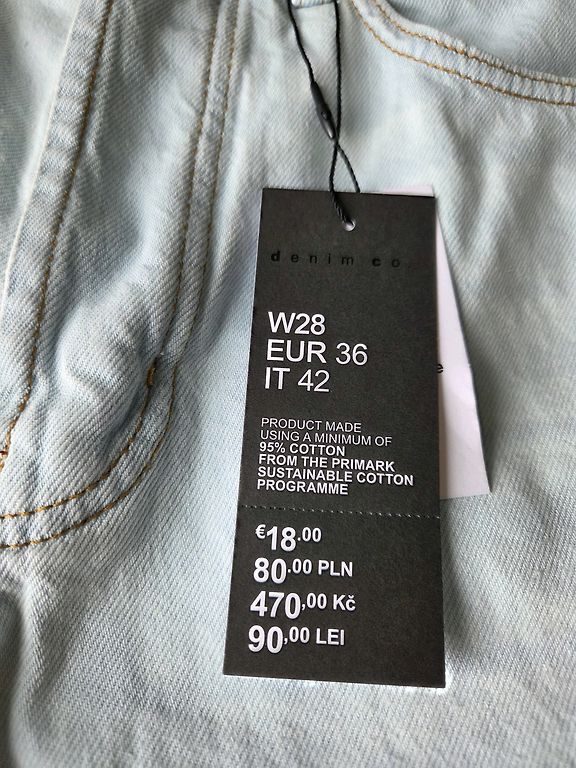 denim co.
W28
EUR 36
IT 42
PRODUCT MADE
USING A MINIMUM OF
95% COTTON
FROM THE PRIMARK
SUSTAINABLE COTTON
PROGRAMME
€18.00
80.00 PLN
470,00 Kč
90,00 LEI
e